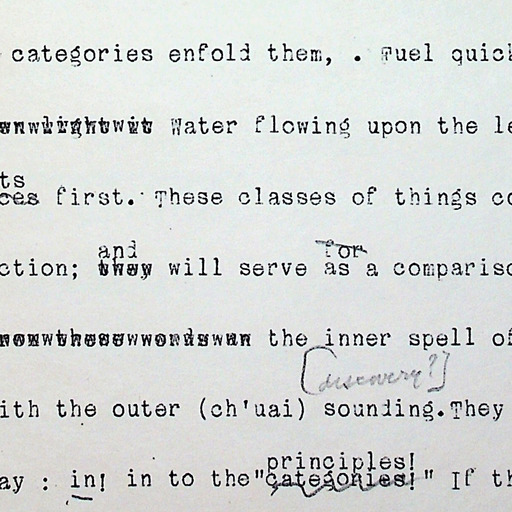 categories enfold them, . Fuel quick
Water flowing upon the le
ts
ces first. These classes of things co
and for
ction; they will serve as a compariso
the inner spell of
[discovery?]
ith the outer (ch'uai) sounding.They
principles!
ay : in! in to the"categories!" If th